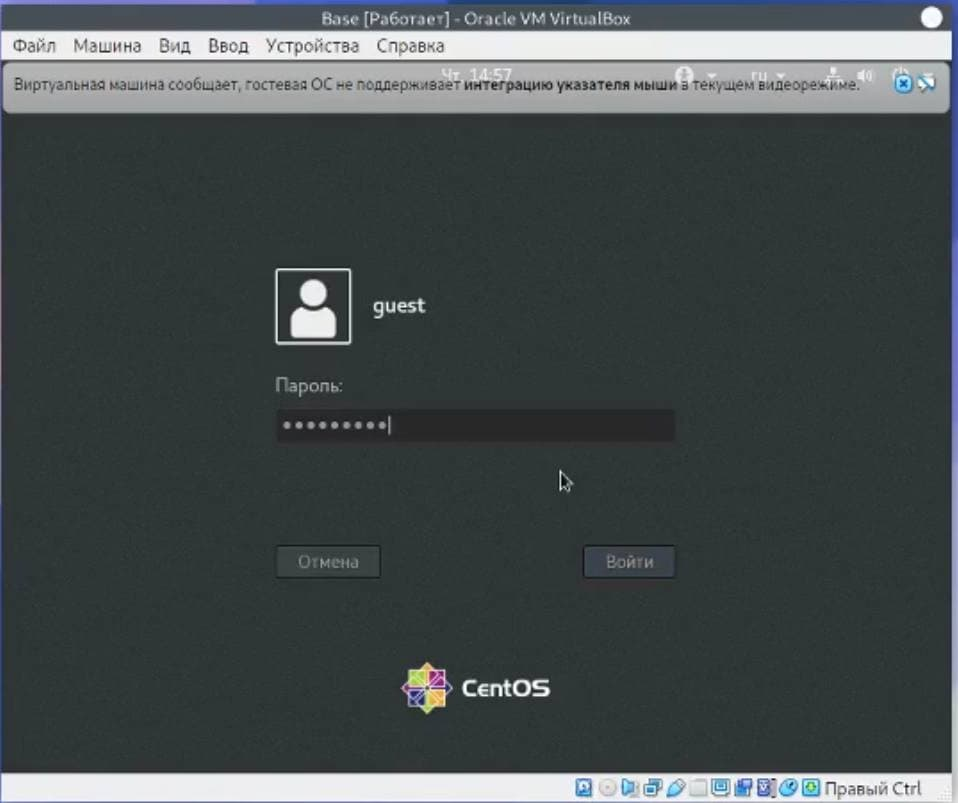 Base [Работает] - Oracle VM VirtualBox
Файл Машина Вид Ввод Устройства Справка
Чт, 14:57 ru
Виртуальная машина сообщает, гостевая ОС не поддерживает интеграцию указателя мыши в текущем видеорежиме.
guest
Пароль:
Отмена Войти
CentOS
Правый Ctrl